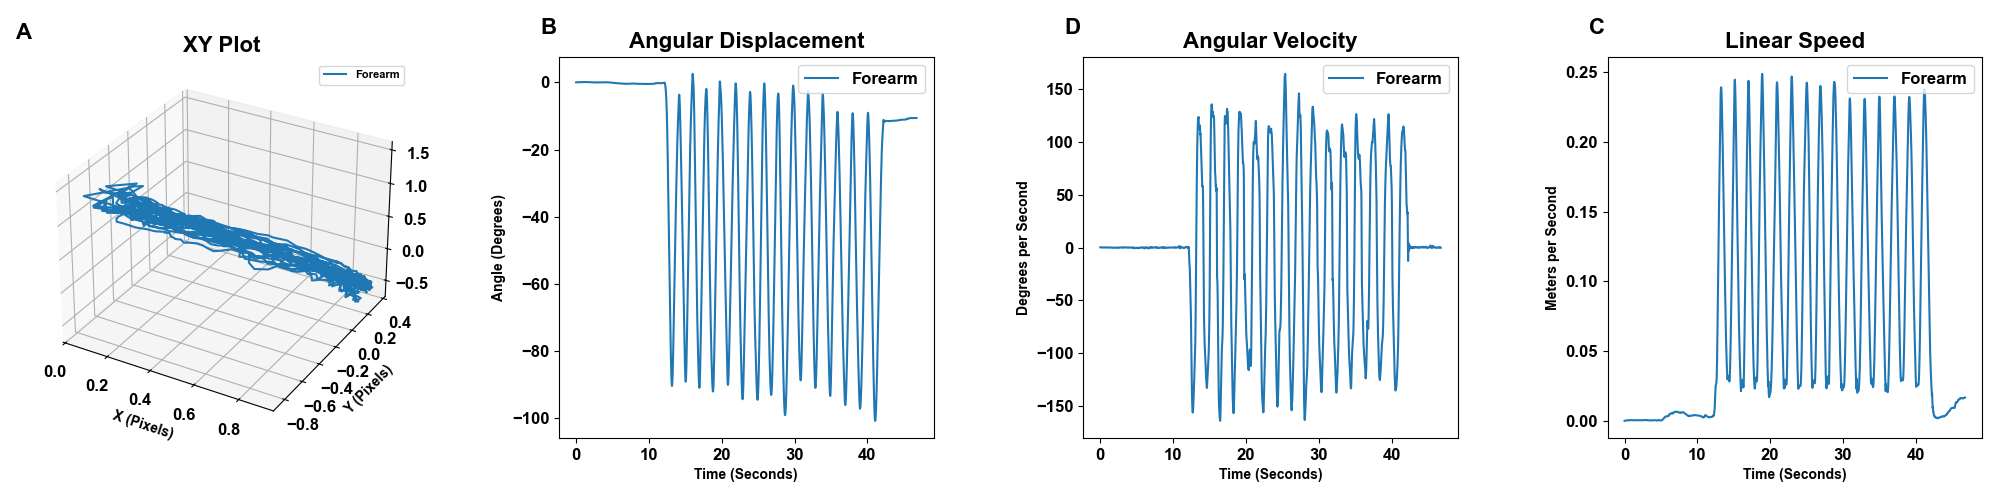 A
XY Plot
Forearm
1.5
1.0
0.5
0.0
−0.5
0.4
0.2
0.0
−0.2
−0.4
−0.6
−0.8
Y (Pixels)
0.0
0.2
0.4
0.6
0.8
X (Pixels)
B
Angular Displacement
Forearm
0
−20
−40
−60
−80
−100
Angle (Degrees)
0 10 20 30 40
Time (Seconds)
D
Angular Velocity
Forearm
150
100
50
0
−50
−100
−150
Degrees per Second
0 10 20 30 40
Time (Seconds)
C
Linear Speed
Forearm
0.25
0.20
0.15
0.10
0.05
0.00
Meters per Second
0 10 20 30 40
Time (Seconds)